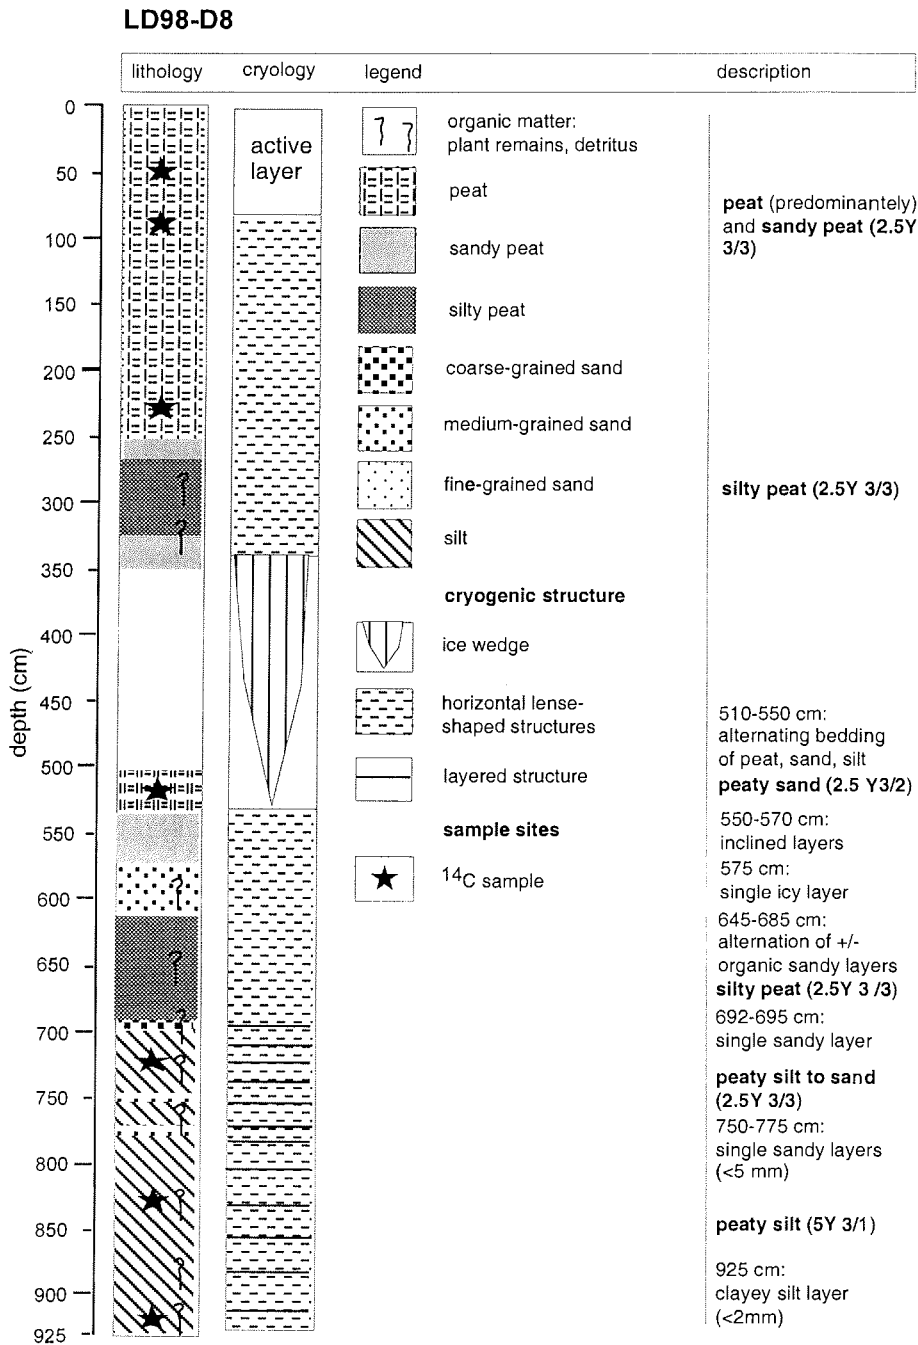 LD98-D8
lithology
cryology
legend
description
depth (cm)
0
50
100
150
200
250
300
350
400
450
500
550
600
650
700
750
800
850
900
925
active
layer
organic matter:
plant remains, detritus
peat
sandy peat
silty peat
coarse-grained sand
medium-grained sand
fine-grained sand
silt
cryogenic structure
ice wedge
horizontal lense-
shaped structures
layered structure
sample sites
14C sample
peat (predominantely)
and sandy peat (2.5Y
3/3)
silty peat (2.5Y 3/3)
510-550 cm:
alternating bedding
of peat, sand, silt
peaty sand (2.5 Y3/2)
550-570 cm:
inclined layers
575 cm:
single icy layer
645-685 cm:
alternation of +/-
organic sandy layers
silty peat (2.5Y 3 /3)
692-695 cm:
single sandy layer
peaty silt to sand
(2.5Y 3/3)
750-775 cm:
single sandy layers
(<5 mm)
peaty silt (5Y 3/1)
925 cm:
clayey silt layer
(<2mm)